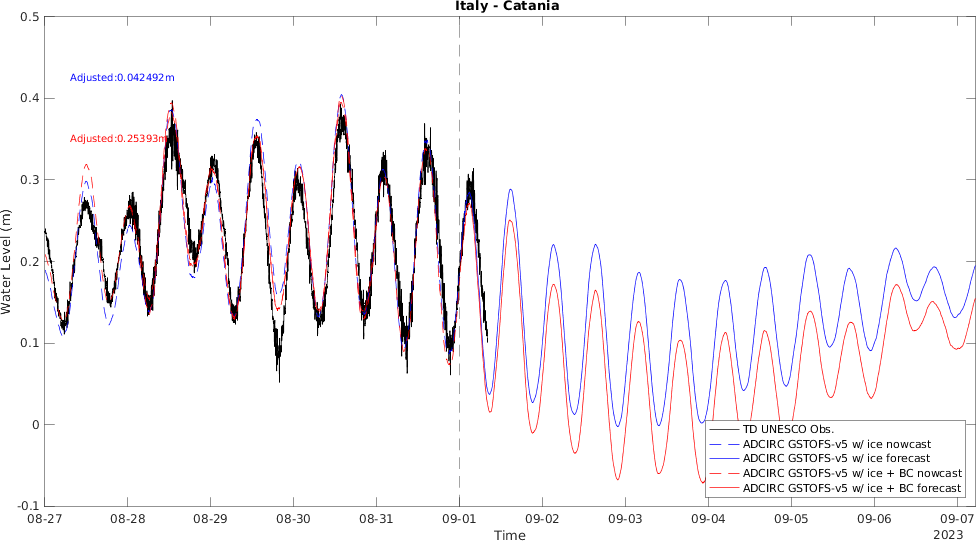 Italy - Catania
0.5
0.4
0.3
0.2
0.1
0
-0.1
Water Level (m)
Adjusted:0.042492m
Adjusted:0.25393m
TD UNESCO Obs.
ADCIRC GSTOFS-v5 w/ ice nowcast
ADCIRC GSTOFS-v5 w/ ice forecast
ADCIRC GSTOFS-v5 w/ ice + BC nowcast
ADCIRC GSTOFS-v5 w/ ice + BC forecast
08-27 08-28 08-29 08-30 08-31 09-01 09-02 09-03 09-04 09-05 09-06 09-07
Time
2023